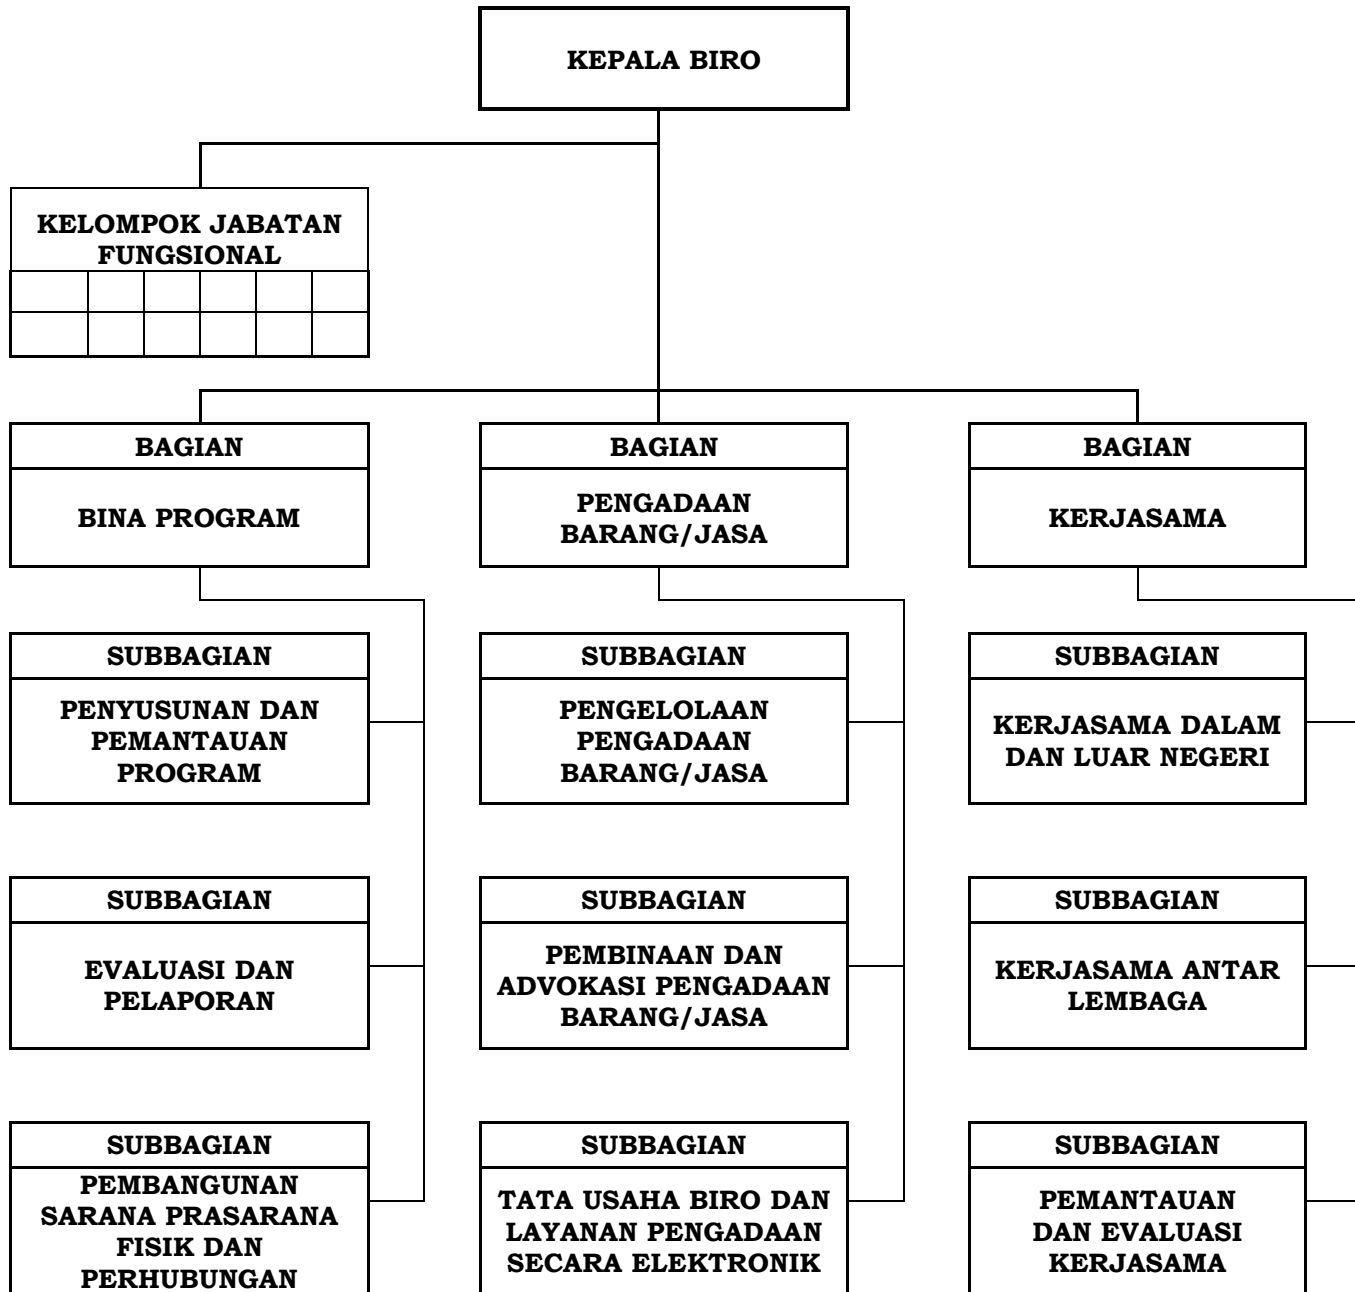 KEPALA BIRO
KELOMPOK JABATAN
FUNGSIONAL
BAGIAN
BINA PROGRAM
BAGIAN
PENGADAAN
BARANG/JASA
BAGIAN
KERJASAMA
SUBBAGIAN
PENYUSUNAN DAN
PEMANTAUAN
PROGRAM
SUBBAGIAN
PENGELOLAAN
PENGADAAN
BARANG/JASA
SUBBAGIAN
KERJASAMA DALAM
DAN LUAR NEGERI
SUBBAGIAN
EVALUASI DAN
PELAPORAN
SUBBAGIAN
PEMBINAAN DAN
ADVOKASI PENGADAAN
BARANG/JASA
SUBBAGIAN
KERJASAMA ANTAR
LEMBAGA
SUBBAGIAN
PEMBANGUNAN
SARANA PRASARANA
FISIK DAN
PERHUBUNGAN
SUBBAGIAN
TATA USAHA BIRO DAN
LAYANAN PENGADAAN
SECARA ELEKTRONIK
SUBBAGIAN
PEMANTAUAN
DAN EVALUASI
KERJASAMA